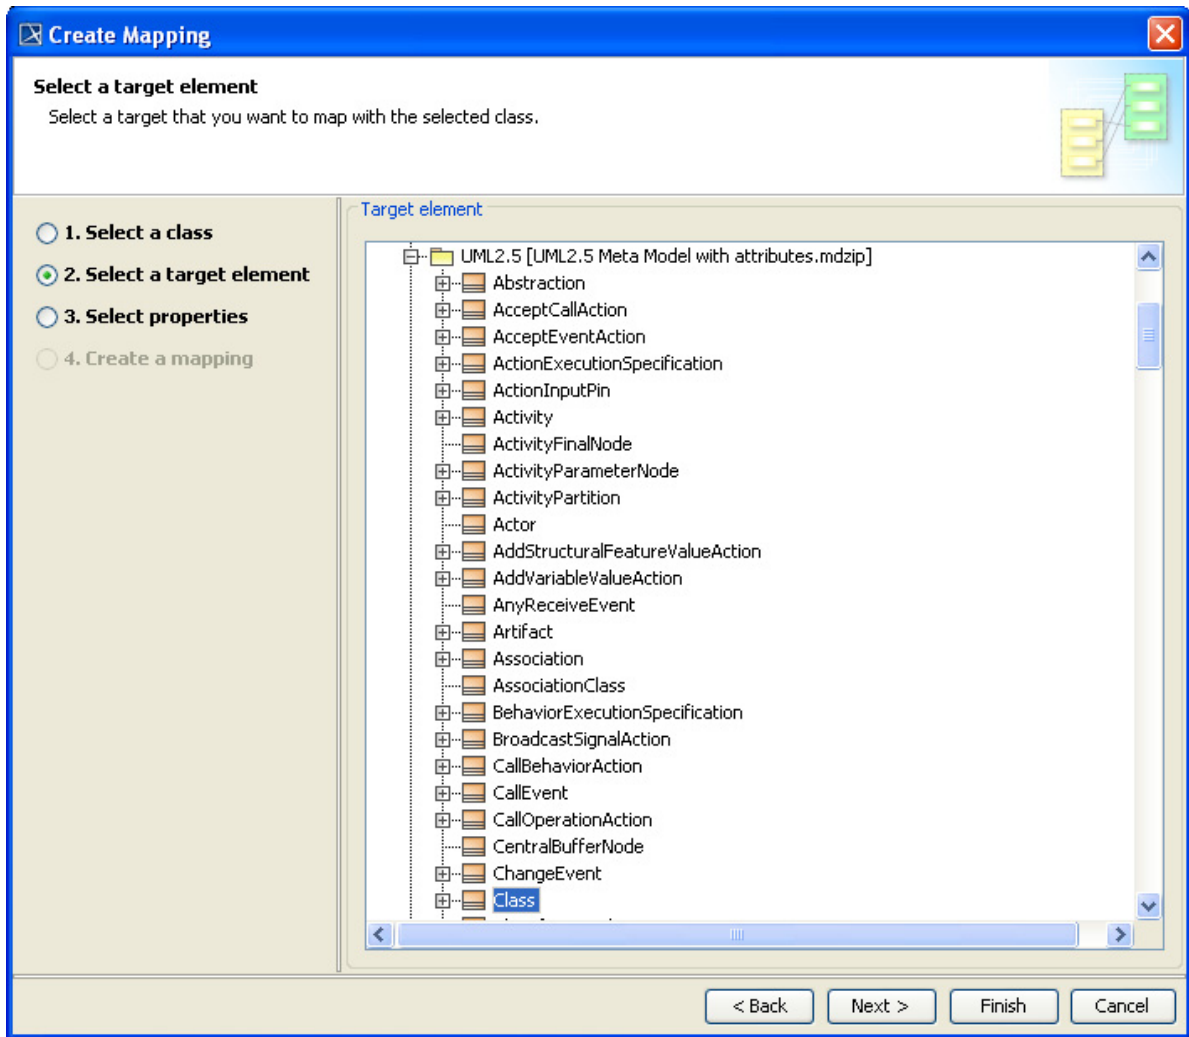 Create Mapping
Select a target element
Select a target that you want to map with the selected class.
1. Select a class
2. Select a target element
3. Select properties
4. Create a mapping
Target element
UML2.5 [UML2.5 Meta Model with attributes.mdzip]
Abstraction
AcceptCallAction
AcceptEventAction
ActionExecutionSpecification
ActionInputPin
Activity
ActivityFinalNode
ActivityParameterNode
ActivityPartition
Actor
AddStructuralFeatureValueAction
AddVariableValueAction
AnyReceiveEvent
Artifact
Association
AssociationClass
BehaviorExecutionSpecification
BroadcastSignalAction
CallBehaviorAction
CallEvent
CallOperationAction
CentralBufferNode
ChangeEvent
Class
< Back Next > Finish Cancel